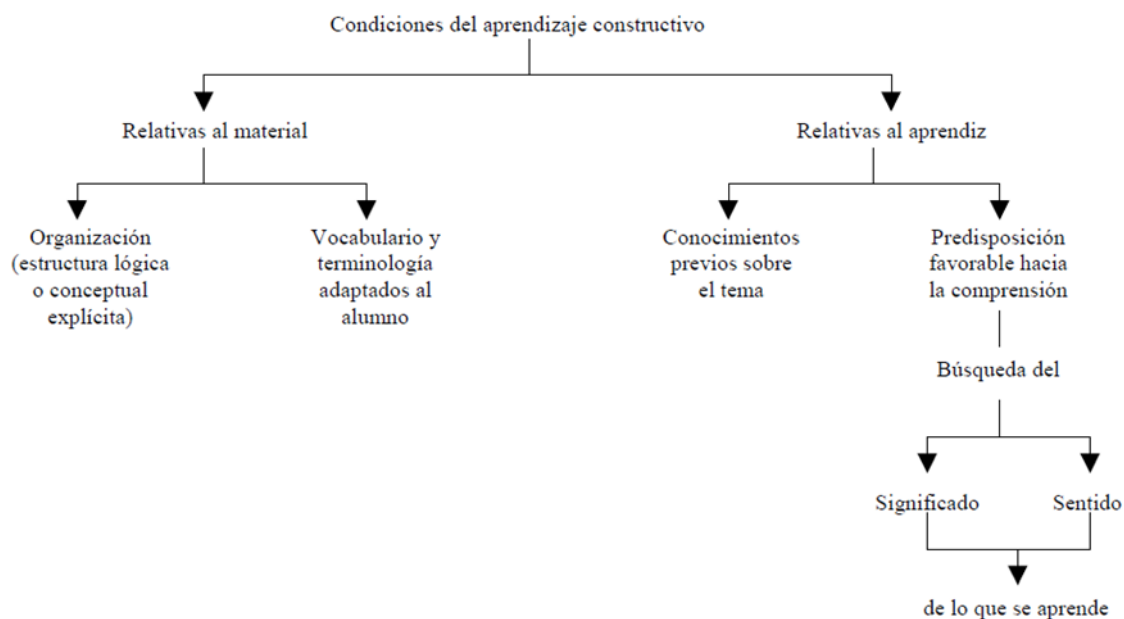 Condiciones del aprendizaje constructivo
Relativas al material
Relativas al aprendiz
Organización
(estructura lógica
o conceptual
explícita)
Vocabulario y
terminología
adaptados al
alumno
Conocimientos
previos sobre
el tema
Predisposición
favorable hacia
la comprensión
Búsqueda del
Significado
Sentido
de lo que se aprende